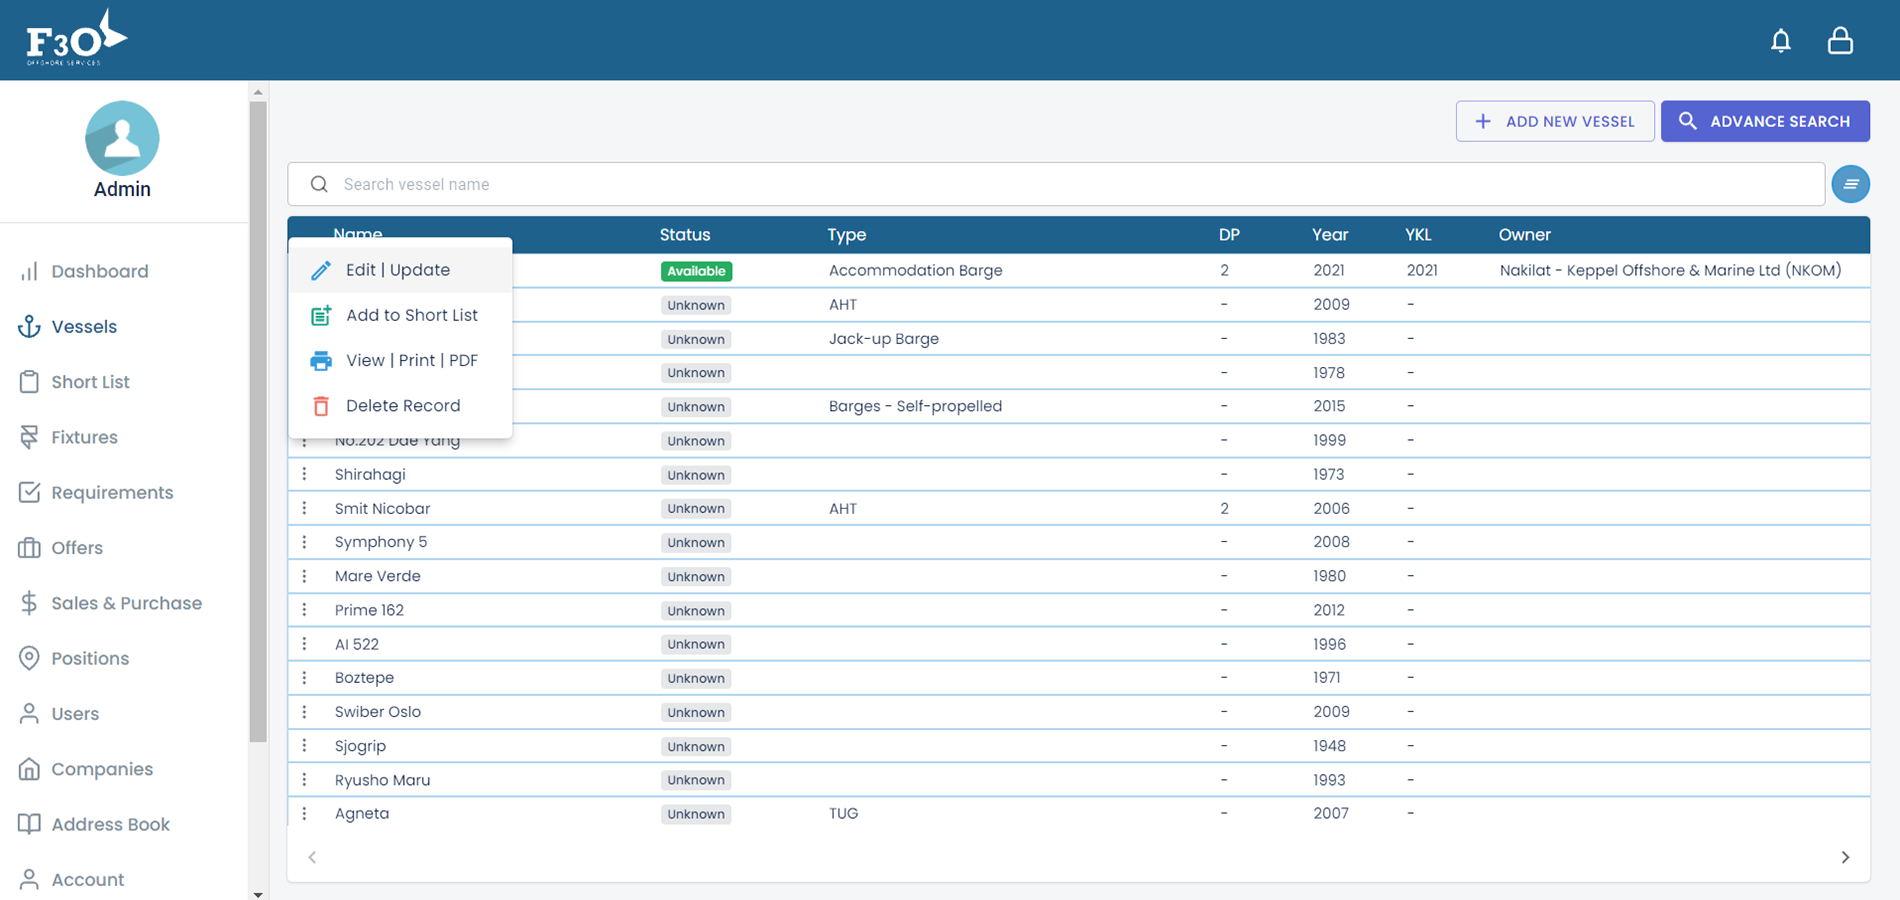 F3O
OFFSHORE SERVICES
Admin
Dashboard
Vessels
Short List
Fixtures
Requirements
Offers
Sales & Purchase
Positions
Users
Companies
Address Book
Account
ADD NEW VESSEL
ADVANCE SEARCH
Search vessel name
Name Status Type DP Year YKL Owner
Edit | Update
Add to Short List
View | Print | PDF
Delete Record
Available Accommodation Barge 2 2021 2021 Nakilat - Keppel Offshore & Marine Ltd (NKOM)
Unknown AHT - 2009 -
Unknown Jack-up Barge - 1983 -
Unknown - 1978 -
Unknown Barges - Self-propelled - 2015 -
No.202 Dae Yang Unknown - 1999 -
Shirahagi Unknown - 1973 -
Smit Nicobar Unknown AHT 2 2006 -
Symphony 5 Unknown - 2008 -
Mare Verde Unknown - 1980 -
Prime 162 Unknown - 2012 -
AI 522 Unknown - 1996 -
Boztepe Unknown - 1971 -
Swiber Oslo Unknown - 2009 -
Sjogrip Unknown - 1948 -
Ryusho Maru Unknown - 1993 -
Agneta Unknown TUG - 2007 -